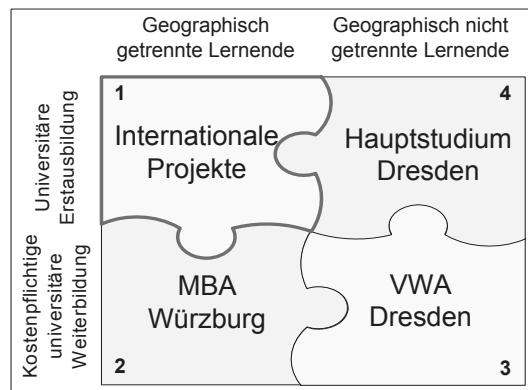 Geographisch
getrennte Lernende
Geographisch nicht
getrennte Lernende
Universitäre
Erstausbildung
1
Internationale
Projekte
4
Hauptstudium
Dresden
Kostenpflichtige
universitäre
Weiterbildung
MBA
Würzburg
2
VWA
Dresden
3